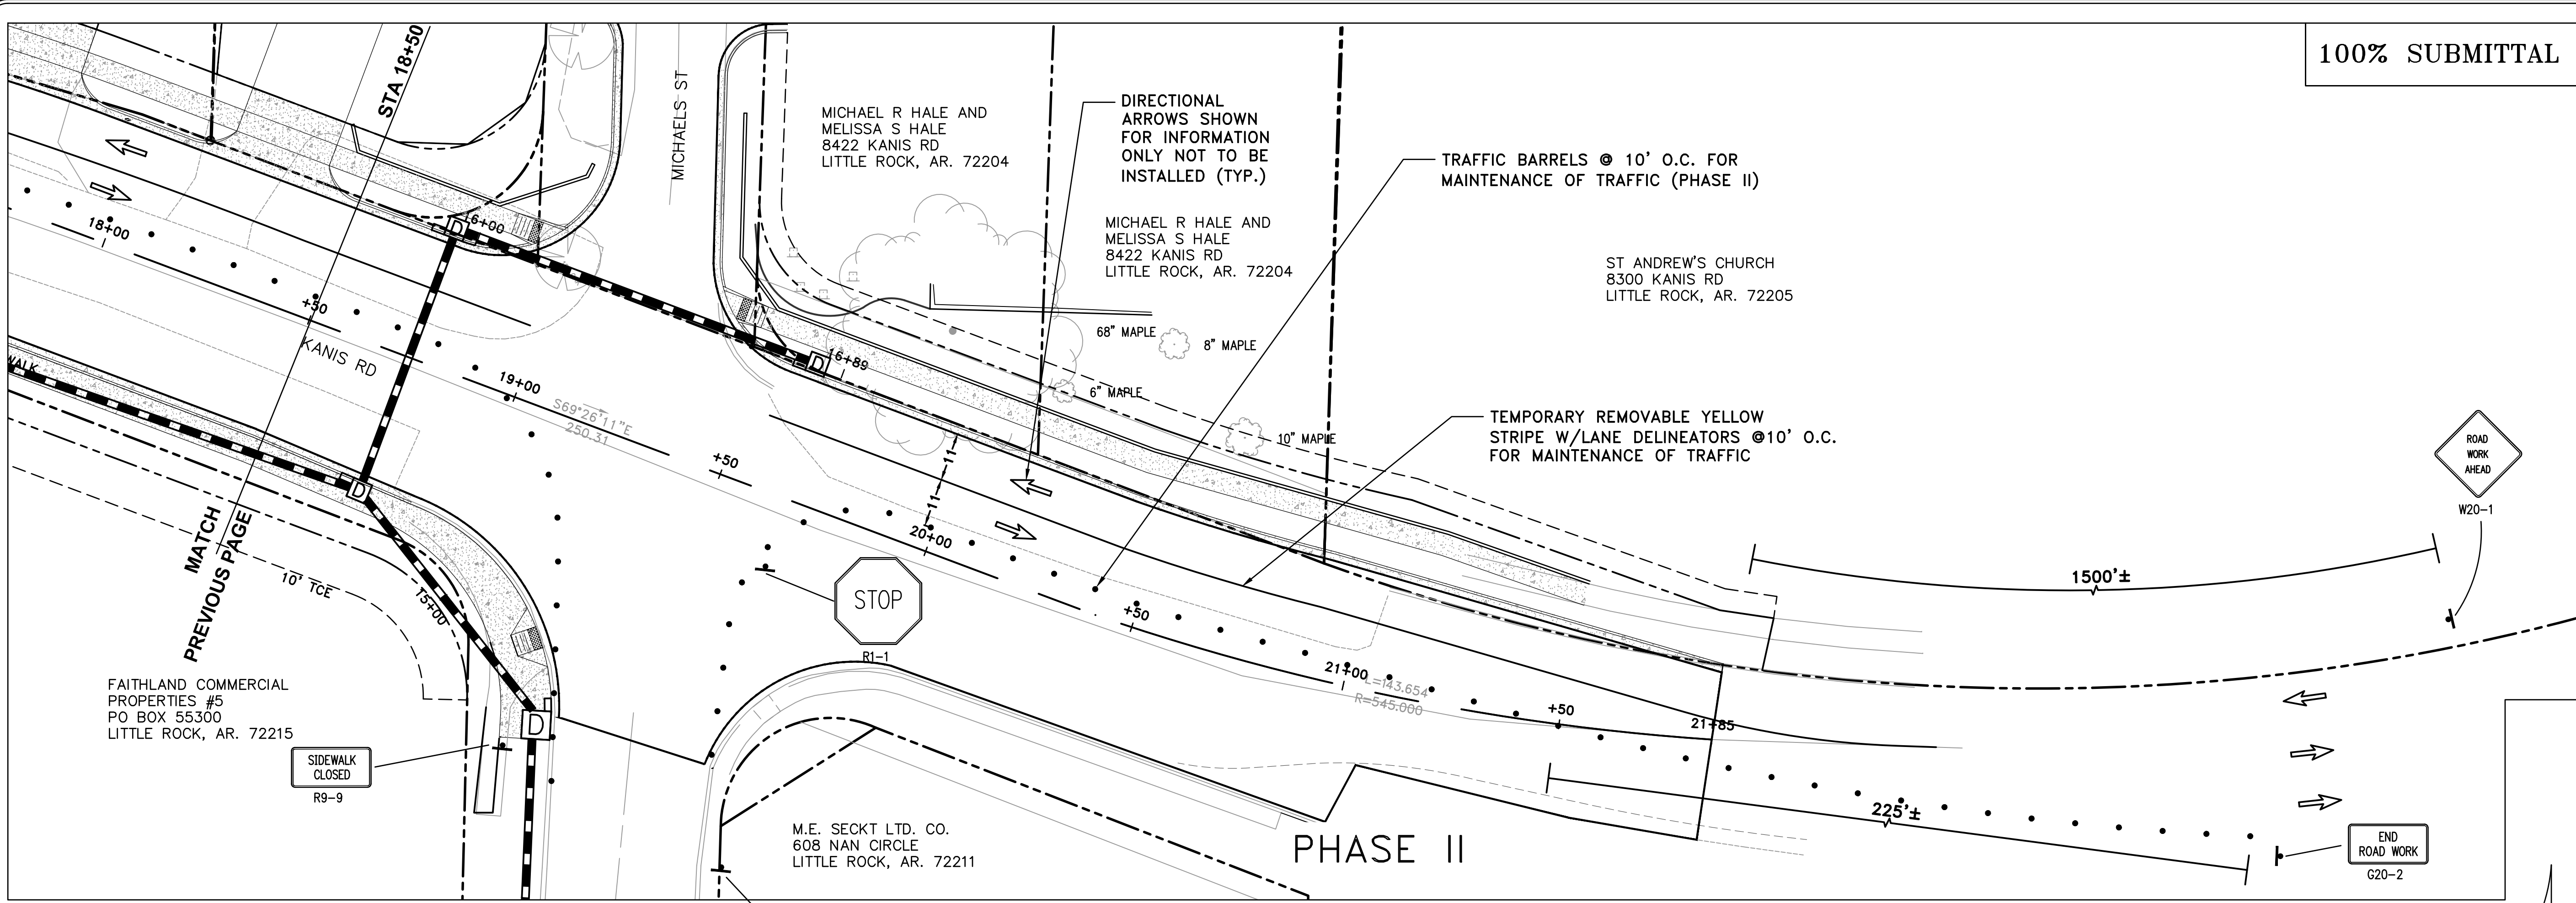 100% SUBMITTAL
STA 18+50
MICHAELS ST
MICHAEL R HALE AND
MELISSA S HALE
8422 KANIS RD
LITTLE ROCK, AR. 72204
DIRECTIONAL
ARROWS SHOWN
FOR INFORMATION
ONLY NOT TO BE
INSTALLED (TYP.)
TRAFFIC BARRELS @ 10' O.C. FOR
MAINTENANCE OF TRAFFIC (PHASE II)
MICHAEL R HALE AND
MELISSA S HALE
8422 KANIS RD
LITTLE ROCK, AR. 72204
ST ANDREW'S CHURCH
8300 KANIS RD
LITTLE ROCK, AR. 72205
D
16+00
18+00
+50
KANIS RD
WALK
D
16+89
68" MAPLE
8" MAPLE
6" MAPLE
10" MAPLE
19+00
S69°26'11"E
250.31
+50
11
11
20+00
TEMPORARY REMOVABLE YELLOW
STRIPE W/LANE DELINEATORS @10' O.C.
FOR MAINTENANCE OF TRAFFIC
ROAD
WORK
AHEAD
W20-1
1500'±
D
MATCH
PREVIOUS PAGE
10' TCE
15+00
STOP
R1-1
+50
21+00
L=143.654
R=545.000
+50
21+85
FAITHLAND COMMERCIAL
PROPERTIES #5
PO BOX 55300
LITTLE ROCK, AR. 72215
D
SIDEWALK
CLOSED
R9-9
M.E. SECKT LTD. CO.
608 NAN CIRCLE
LITTLE ROCK, AR. 72211
PHASE II
225'±
END
ROAD WORK
G20-2